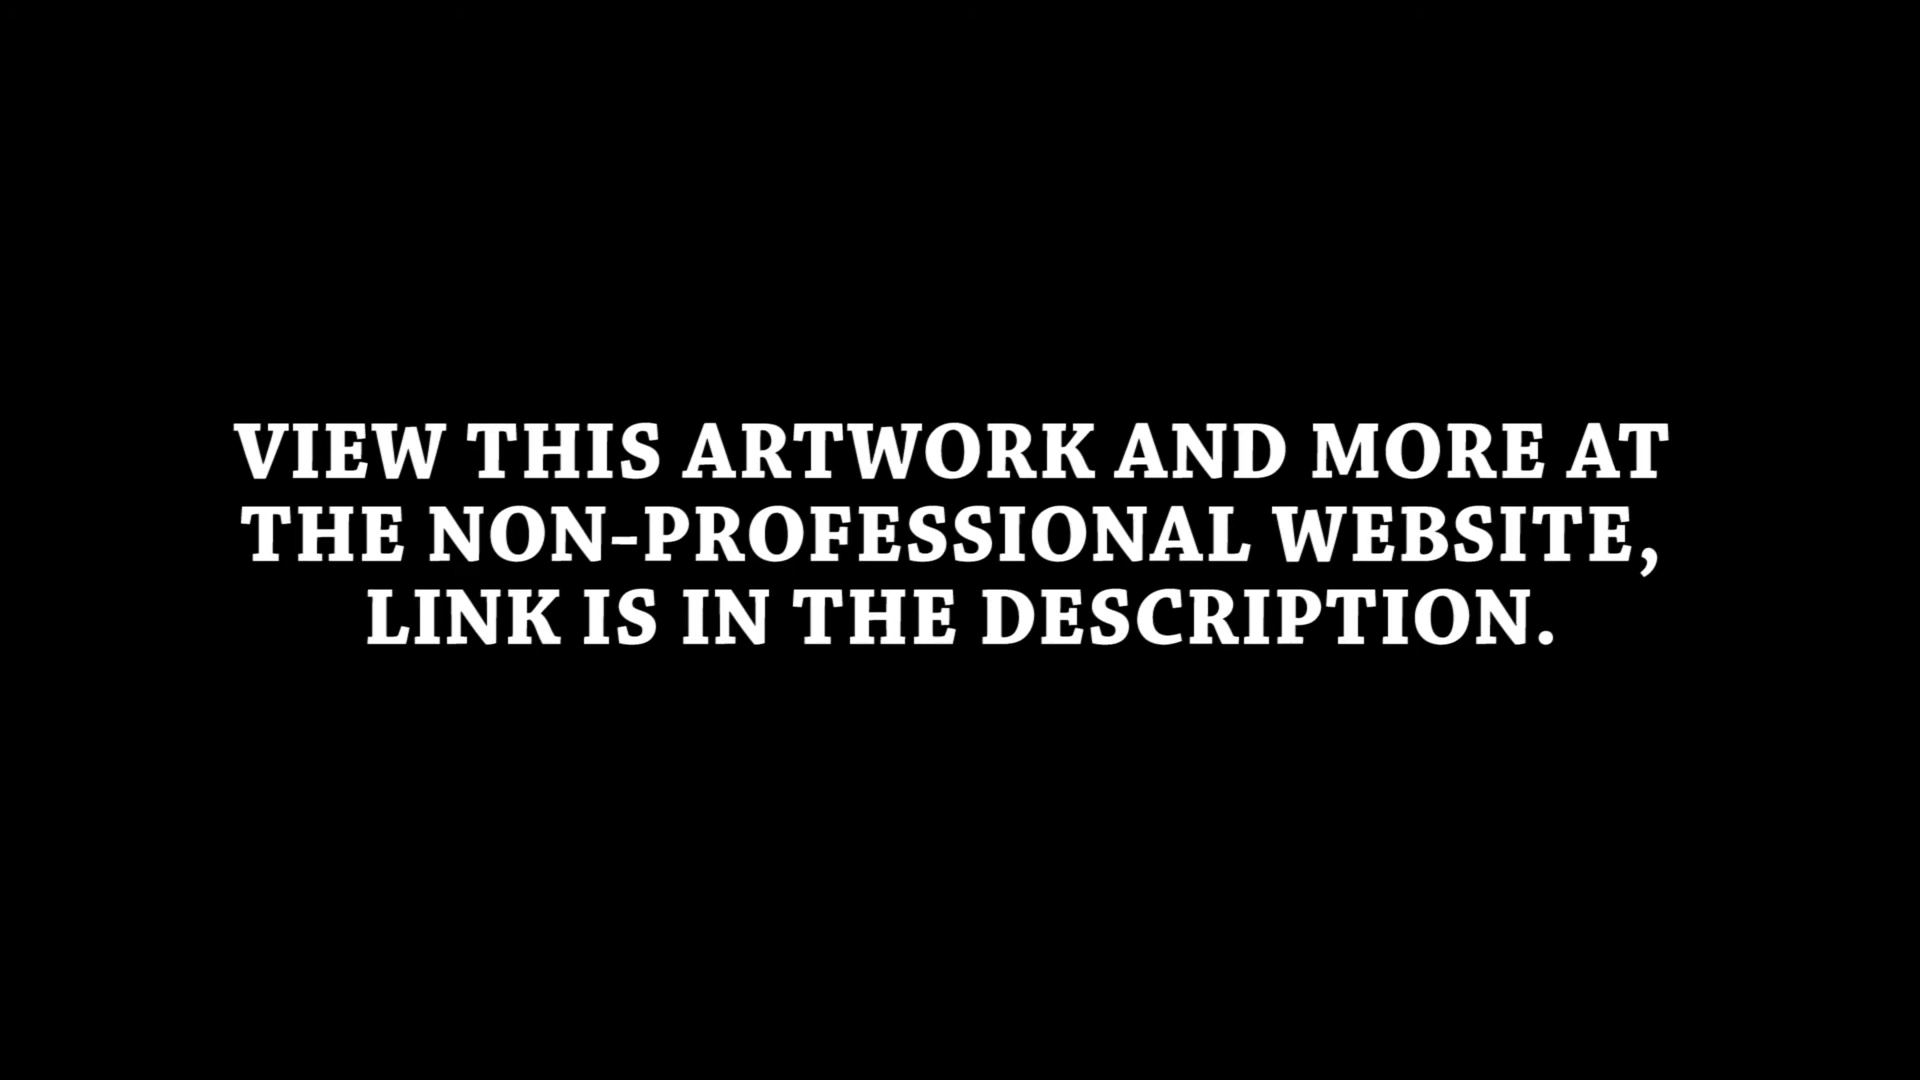 VIEW THIS ARTWORK AND MORE AT
THE NON-PROFESSIONAL WEBSITE,
LINK IS IN THE DESCRIPTION.